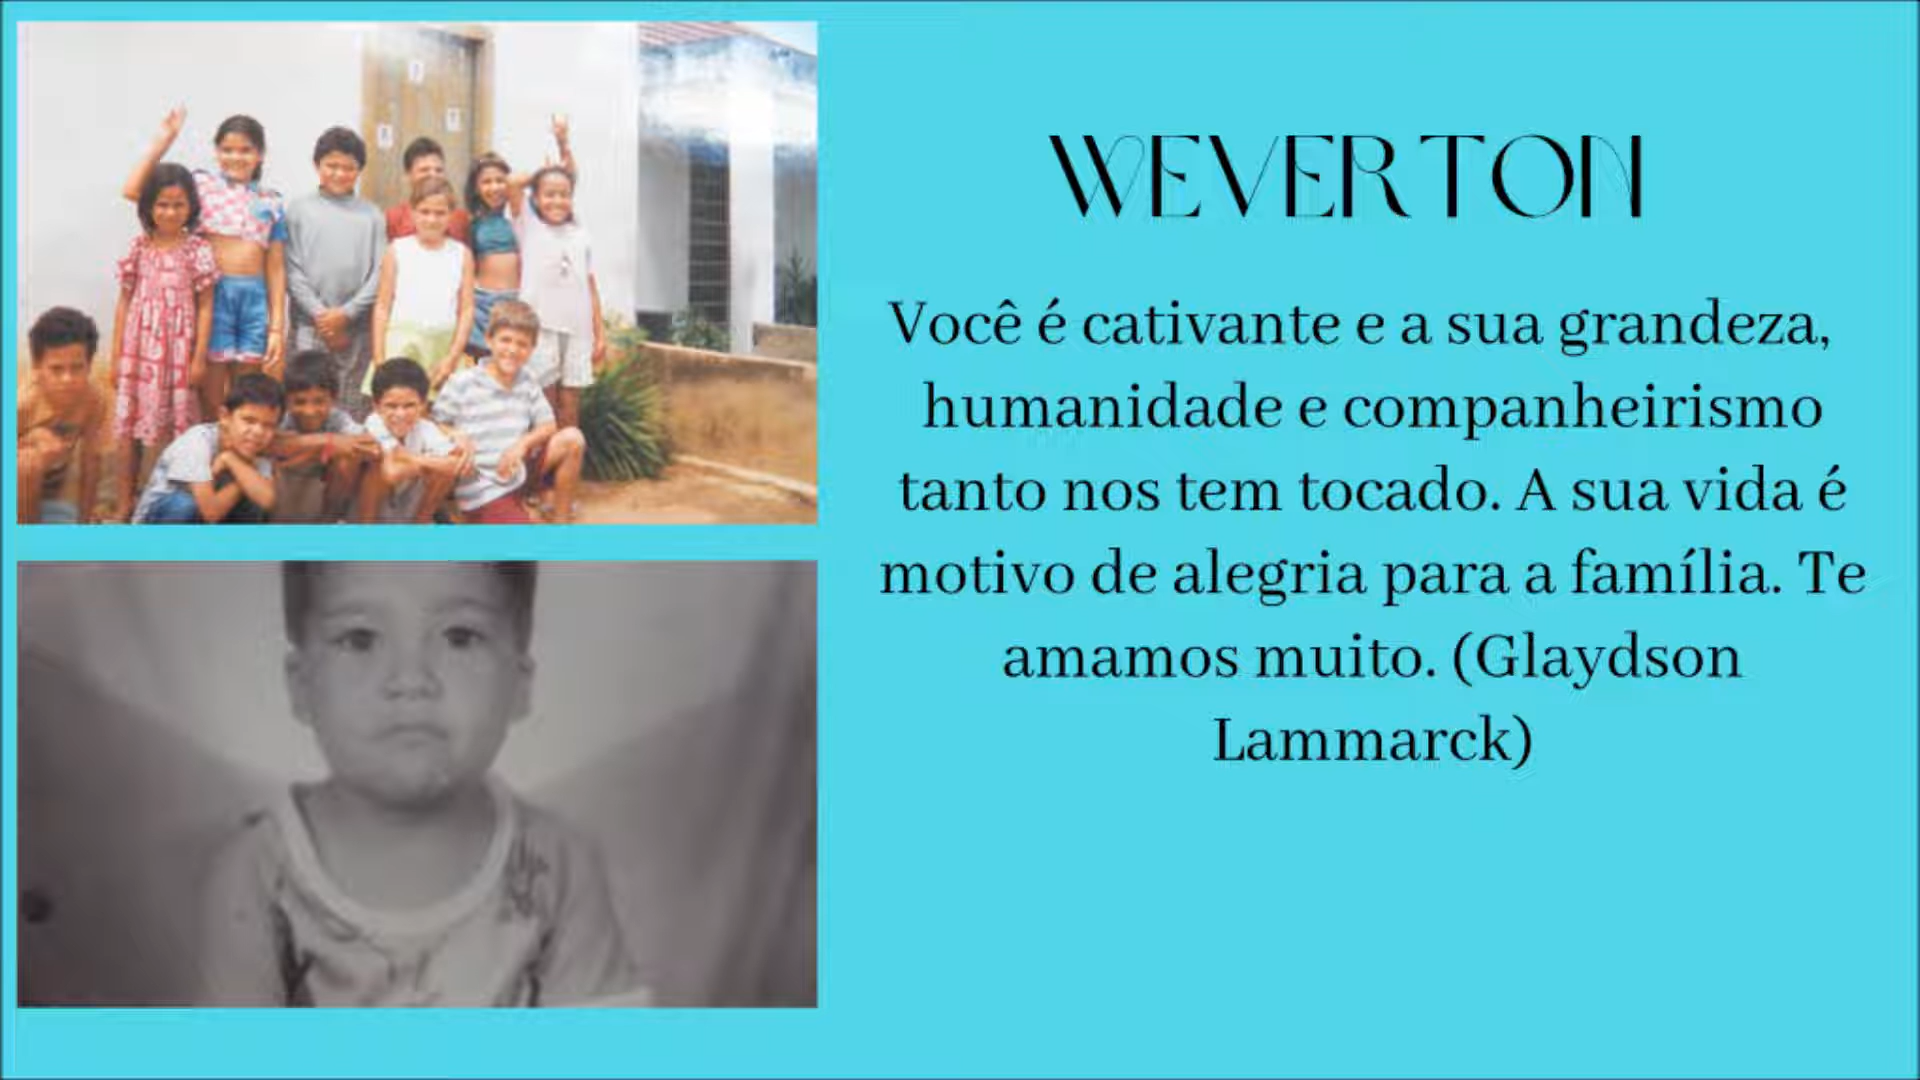 WEVERTON
Você é cativante e a sua grandeza,
humanidade e companheirismo
tanto nos tem tocado. A sua vida é
motivo de alegria para a família. Te
amamos muito. (Glaydson
Lammarck)